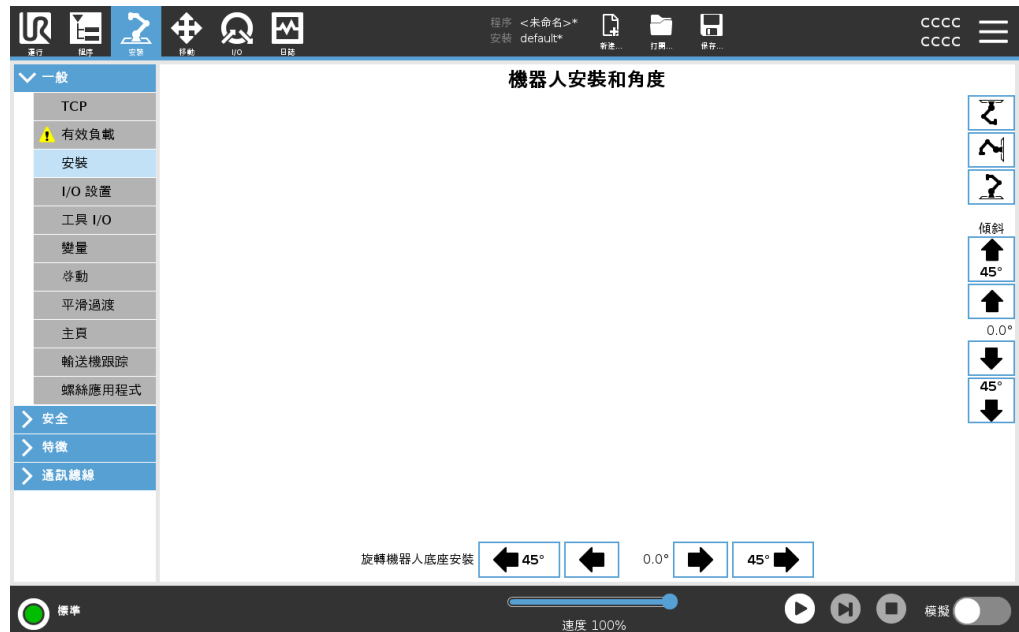 UR
運行
程序
安裝
移動
I/O
日誌
程序 <未命名>*
安裝 default*
新建...
打開...
保存...
cccc
cccc
一般
TCP
有效負載
安裝
I/O 設置
工具 I/O
變量
啓動
平滑過渡
主頁
輸送機跟踪
螺絲應用程式
安全
特徵
通訊總線
機器人安裝和角度
傾斜
45°
0.0°
45°
旋轉機器人底座安裝
45°
0.0°
45°
標準
速度 100%
模擬